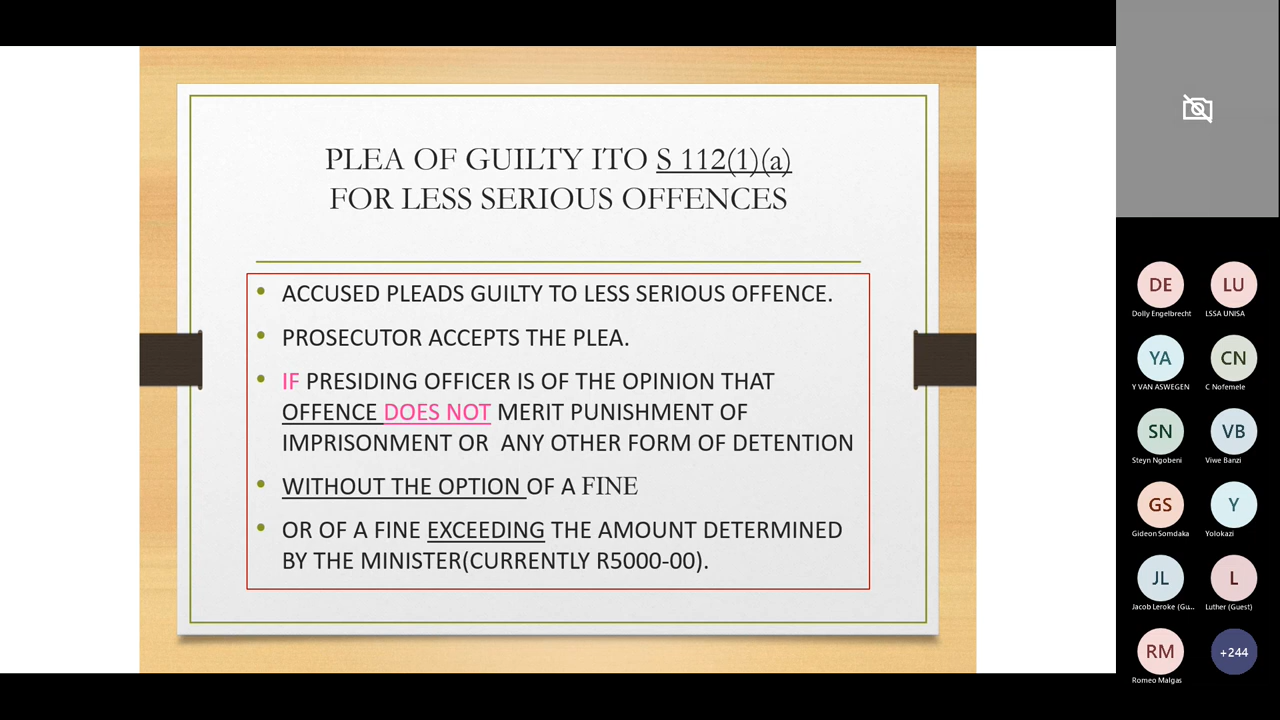 PLEA OF GUILTY ITO S 112(1)(a)
FOR LESS SERIOUS OFFENCES
• ACCUSED PLEADS GUILTY TO LESS SERIOUS OFFENCE.
• PROSECUTOR ACCEPTS THE PLEA.
• IF PRESIDING OFFICER IS OF THE OPINION THAT
OFFENCE DOES NOT MERIT PUNISHMENT OF
IMPRISONMENT OR ANY OTHER FORM OF DETENTION
• WITHOUT THE OPTION OF A FINE
• OR OF A FINE EXCEEDING THE AMOUNT DETERMINED
BY THE MINISTER(CURRENTLY R5000-00).
DE
Dolly Engelbrecht
LU
LSSA UNISA
YA
Y VAN ASWEGEN
CN
C Nofemele
SN
Steyn Ngobeni
VB
Viwe Banzi
GS
Gideon Somdaka
Y
Yolokazi
JL
Jacob Leroke (Gu...
L
Luther (Guest)
RM
Romeo Malgas
+244